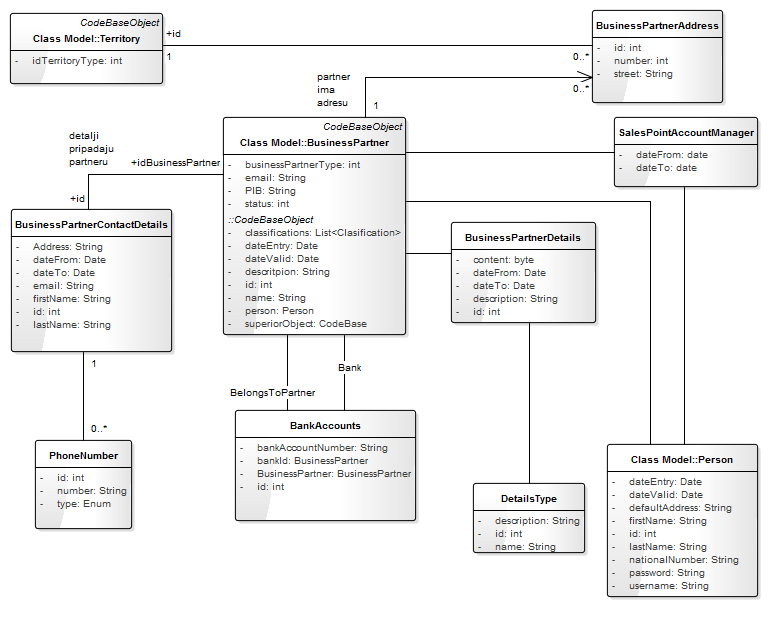 CodeBaseObject
Class Model::Territory
- idTerritoryType: int
+id
1
0..*
BusinessPartnerAddress
- id: int
- number: int
- street: String
partner
ima
adresu
1
0..*
CodeBaseObject
Class Model::BusinessPartner
- businessPartnerType: int
- email: String
- PIB: String
- status: int
::CodeBaseObject
- classifications: List<Clasification>
- dateEntry: Date
- dateValid: Date
- descritpion: String
- id: int
- name: String
- person: Person
- superiorObject: CodeBase
SalesPointAccountManager
- dateFrom: date
- dateTo: date
detalji
pripadaju
partneru
+idBusinessPartner
+id
BusinessPartnerContactDetails
- Address: String
- dateFrom: Date
- dateTo: Date
- email: String
- firstName: String
- id: int
- lastName: String
BusinessPartnerDetails
- content: byte
- dateFrom: Date
- dateTo: Date
- description: String
- id: int
1
0..*
BelongsToPartner
Bank
PhoneNumber
- id: int
- number: String
- type: Enum
BankAccounts
- bankAccountNumber: String
- bankId: BusinessPartner
- BusinessPartner: BusinessPartner
- id: int
DetailsType
- description: String
- id: int
- name: String
Class Model::Person
- dateEntry: Date
- dateValid: Date
- defaultAddress: String
- firstName: String
- id: int
- lastName: String
- nationalNumber: String
- password: String
- username: String